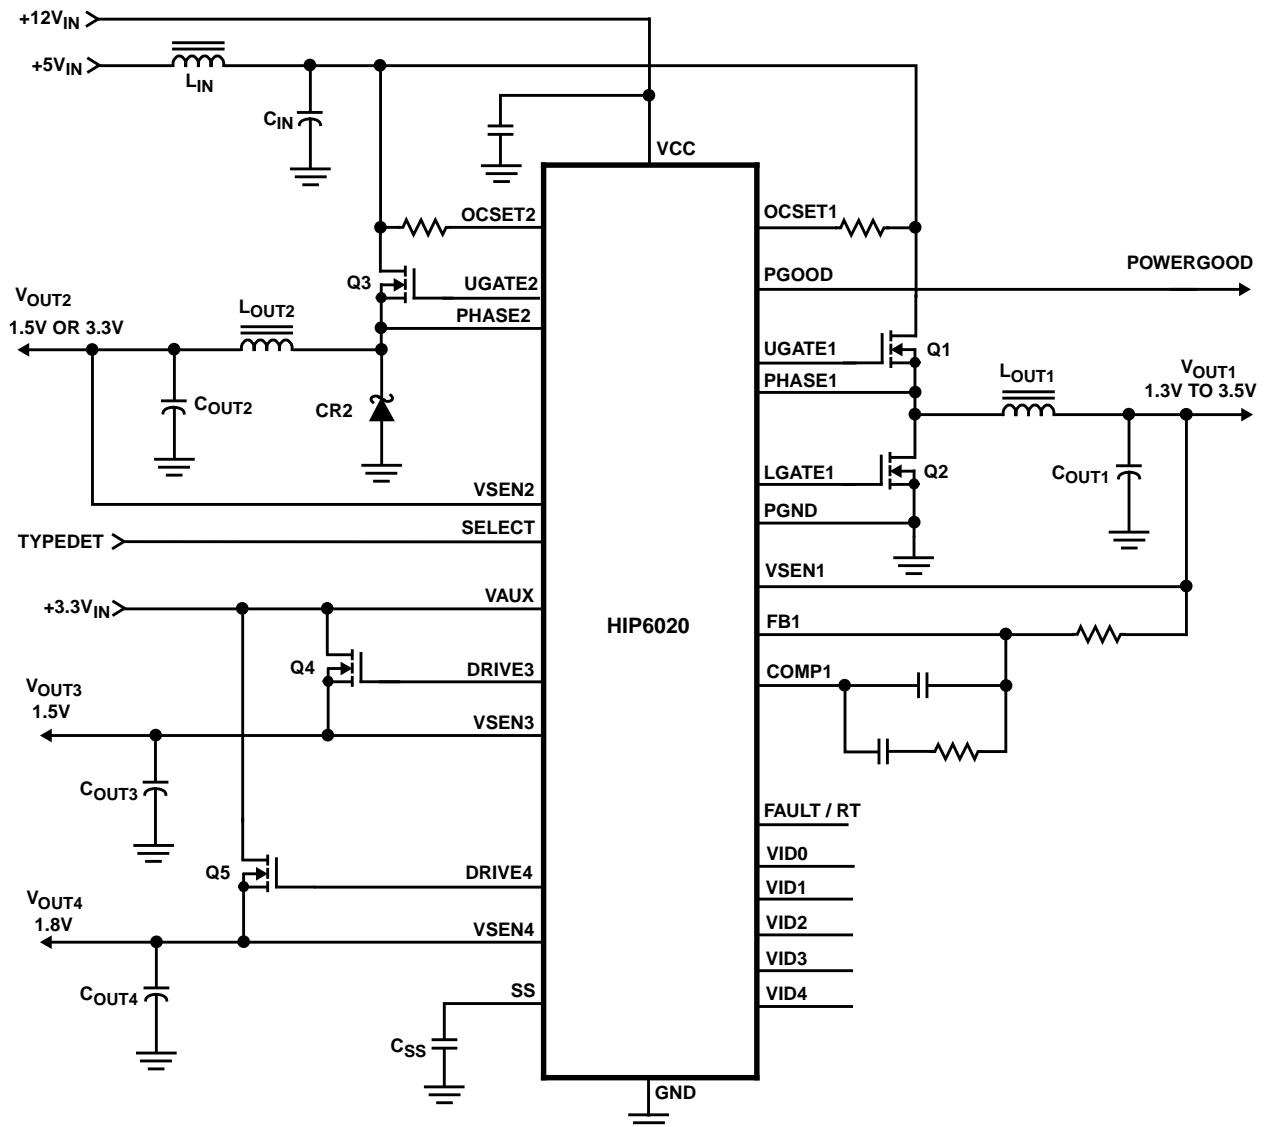 +12VIN
+5VIN
LIN
CIN
VCC
OCSET2
OCSET1
PGOOD
POWERGOOD
Q3
UGATE2
PHASE2
VOUT2
1.5V OR 3.3V
LOUT2
COUT2
CR2
UGATE1
Q1
PHASE1
LOUT1
VOUT1
1.3V TO 3.5V
LGATE1
Q2
COUT1
PGND
VSEN2
SELECT
TYPEDET
VSEN1
+3.3VIN
VAUX
FB1
HIP6020
Q4
DRIVE3
COMP1
VOUT3
1.5V
VSEN3
COUT3
FAULT / RT
VID0
VID1
VID2
VID3
VID4
Q5
DRIVE4
VOUT4
1.8V
VSEN4
COUT4
SS
CSS
GND